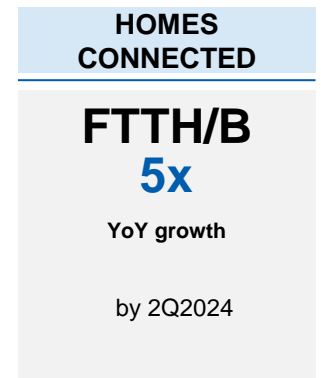 HOMES
CONNECTED
FTTH/B
5x
YoY growth
by 2Q2024